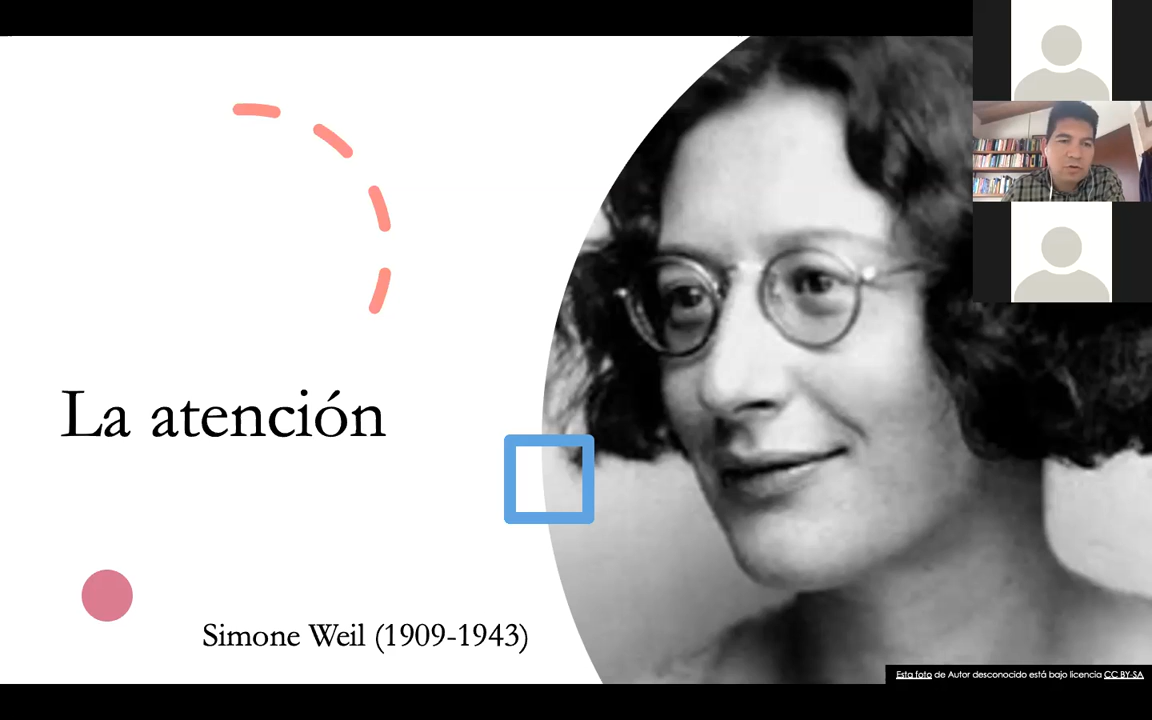 La atención
Simone Weil (1909-1943)
Esta foto de Autor desconocido está bajo licencia CC BY-SA